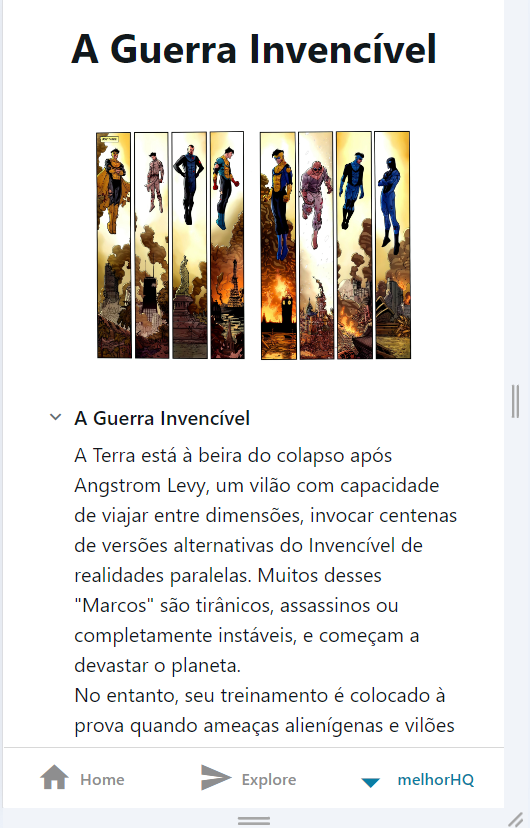 A Guerra Invencível
A Guerra Invencível
A Terra está à beira do colapso após
Angstrom Levy, um vilão com capacidade
de viajar entre dimensões, invocar centenas
de versões alternativas do Invencível de
realidades paralelas. Muitos desses
"Marcos" são tirânicos, assassinos ou
completamente instáveis, e começam a
devastar o planeta.
No entanto, seu treinamento é colocado à
prova quando ameaças alienígenas e vilões
Home
Explore
melhorHQ